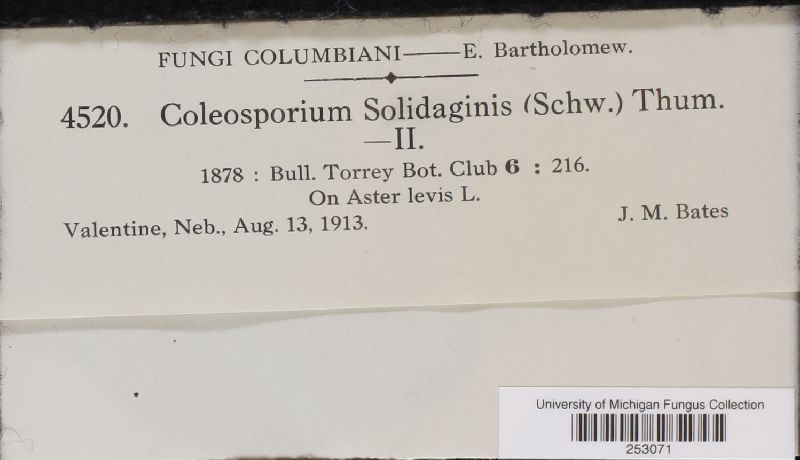 FUNGI COLUMBIANI——E. Bartholomew.
4520. Coleosporium Solidaginis (Schw.) Thum.
—II.
1878 : Bull. Torrey Bot. Club 6 : 216.
On Aster levis L.
Valentine, Neb., Aug. 13, 1913. J. M. Bates
University of Michigan Fungus Collection
253071